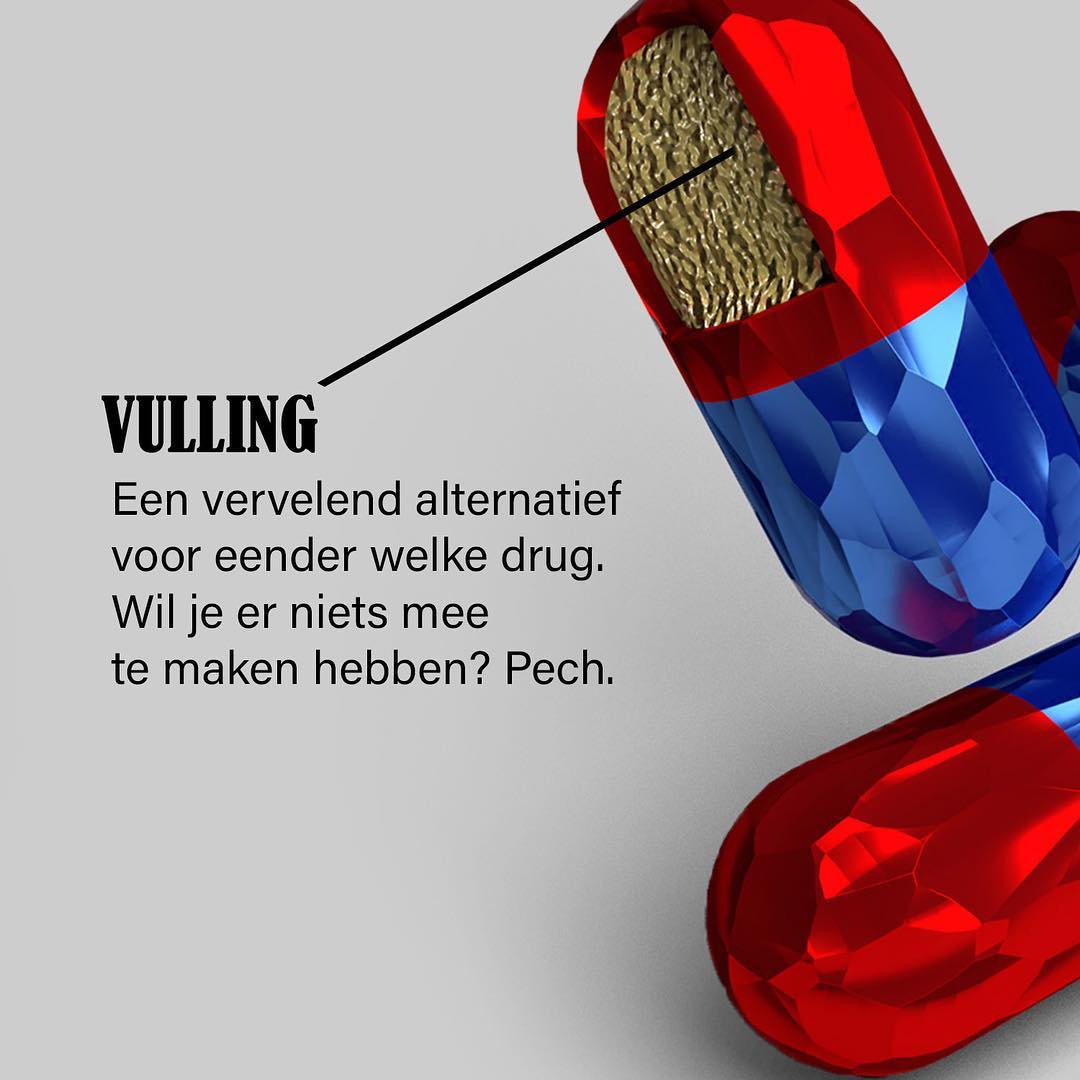 VULLING
Een vervelend alternatief
voor eender welke drug.
Wil je er niets mee
te maken hebben? Pech.